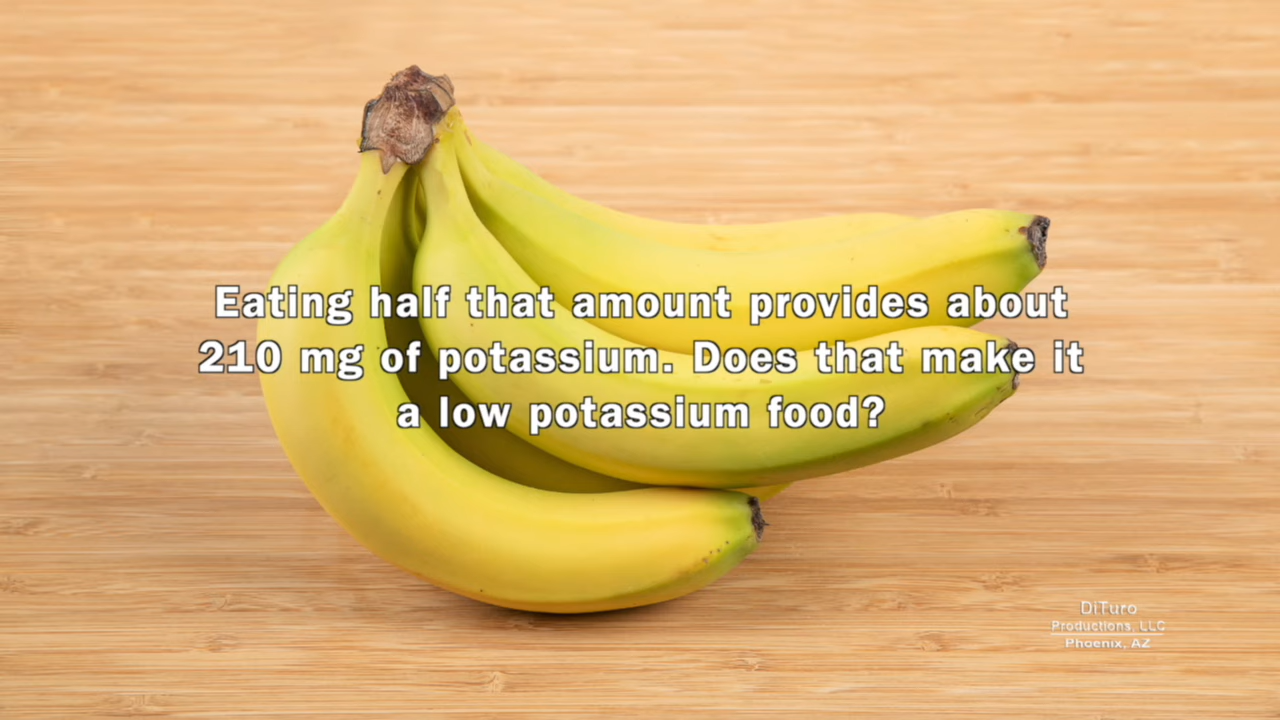 Eating half that amount provides about
210 mg of potassium. Does that make it
a low potassium food?
DiTuro
Productions, LLC
Phoenix, AZ